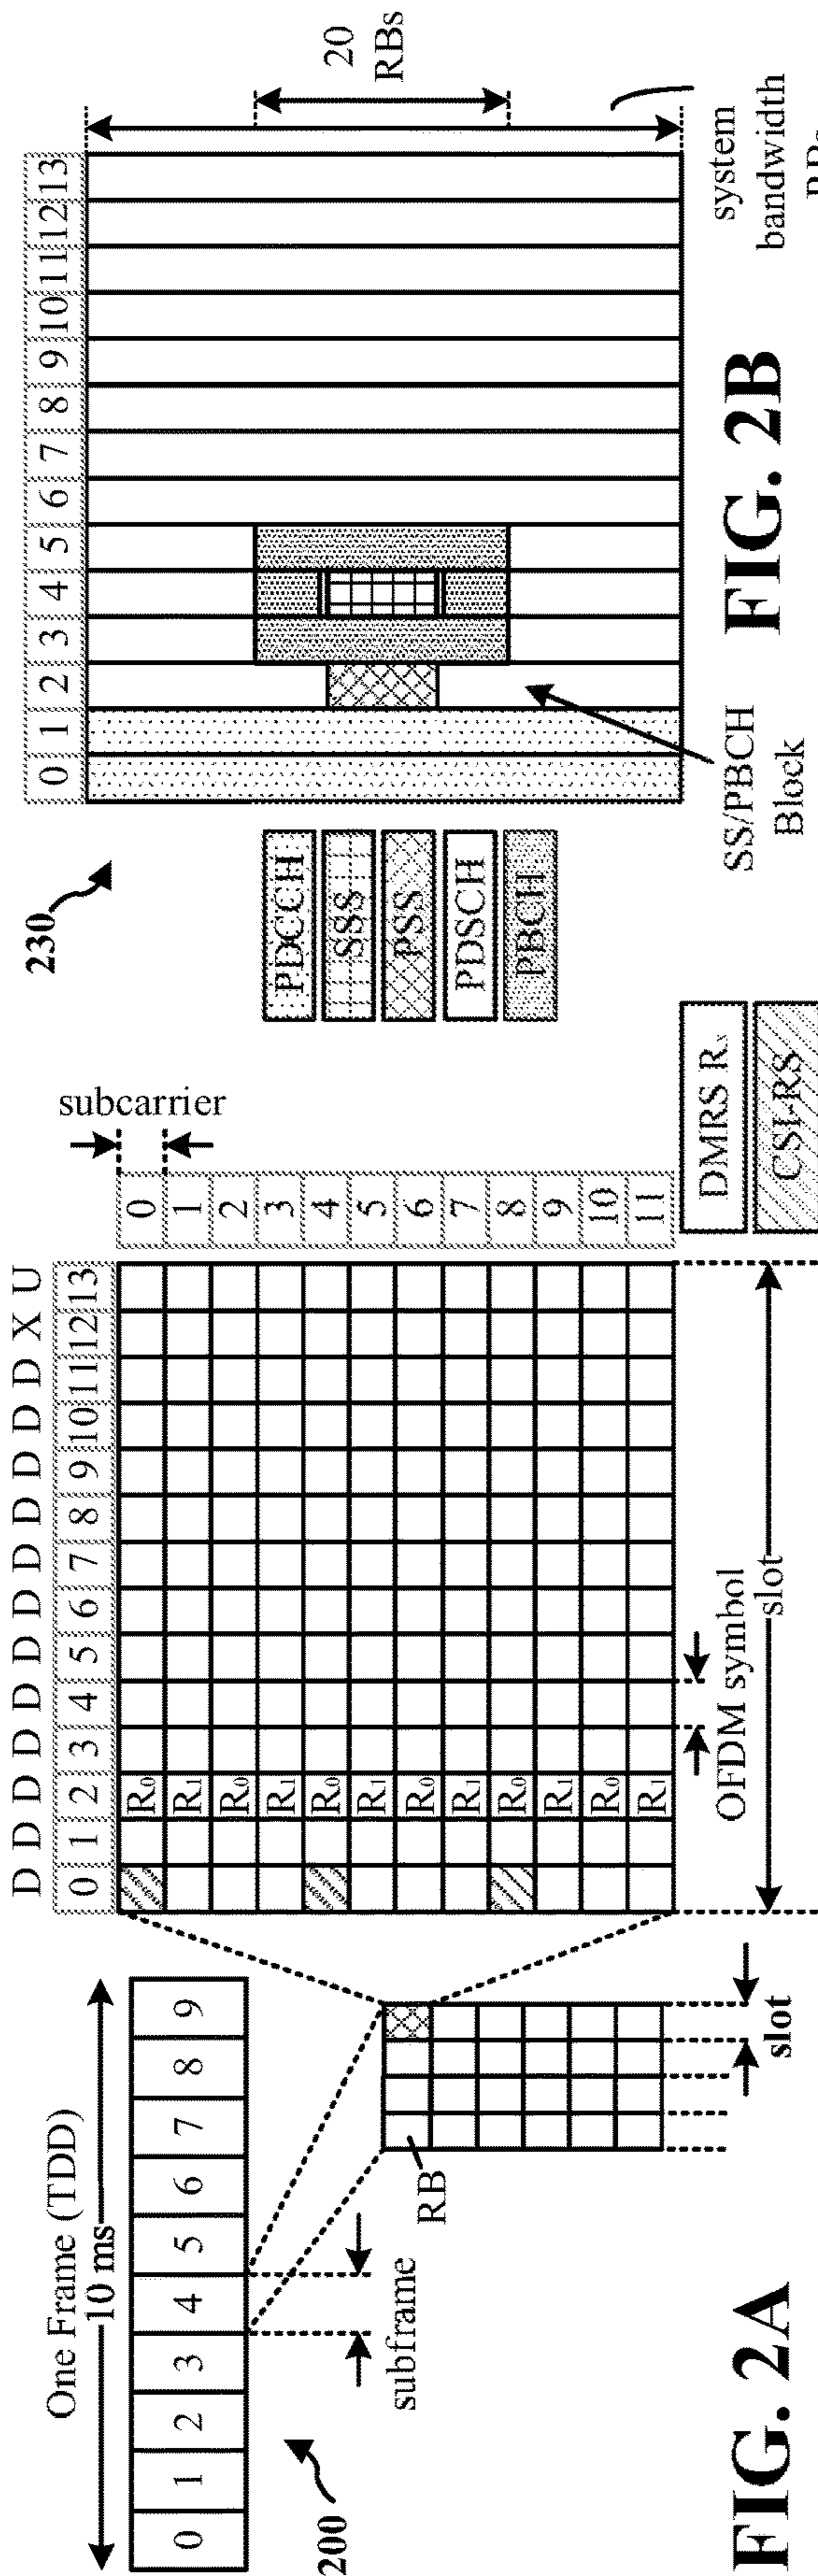 One Frame (TDD)
10 ms
0 1 2 3 4 5 6 7 8 9
subframe
200
RB
slot
D D D D D D D D D D D D X U
0 1 2 3 4 5 6 7 8 9 10 11 12 13
subcarrier
0
1
2
3
4
5
6
7
8
9
10
11
R₀
R₁
R₀
R₁
R₀
R₁
R₀
R₁
R₀
R₁
R₀
R₁
OFDM symbol
slot
DMRS Rₓ
CSI-RS
FIG. 2A
230
PDCCH
SSS
PSS
PDSCH
PBCH
0 1 2 3 4 5 6 7 8 9 10 11 12 13
20
RBs
SS/PBCH
Block
system
bandwidth
RBs
FIG. 2B